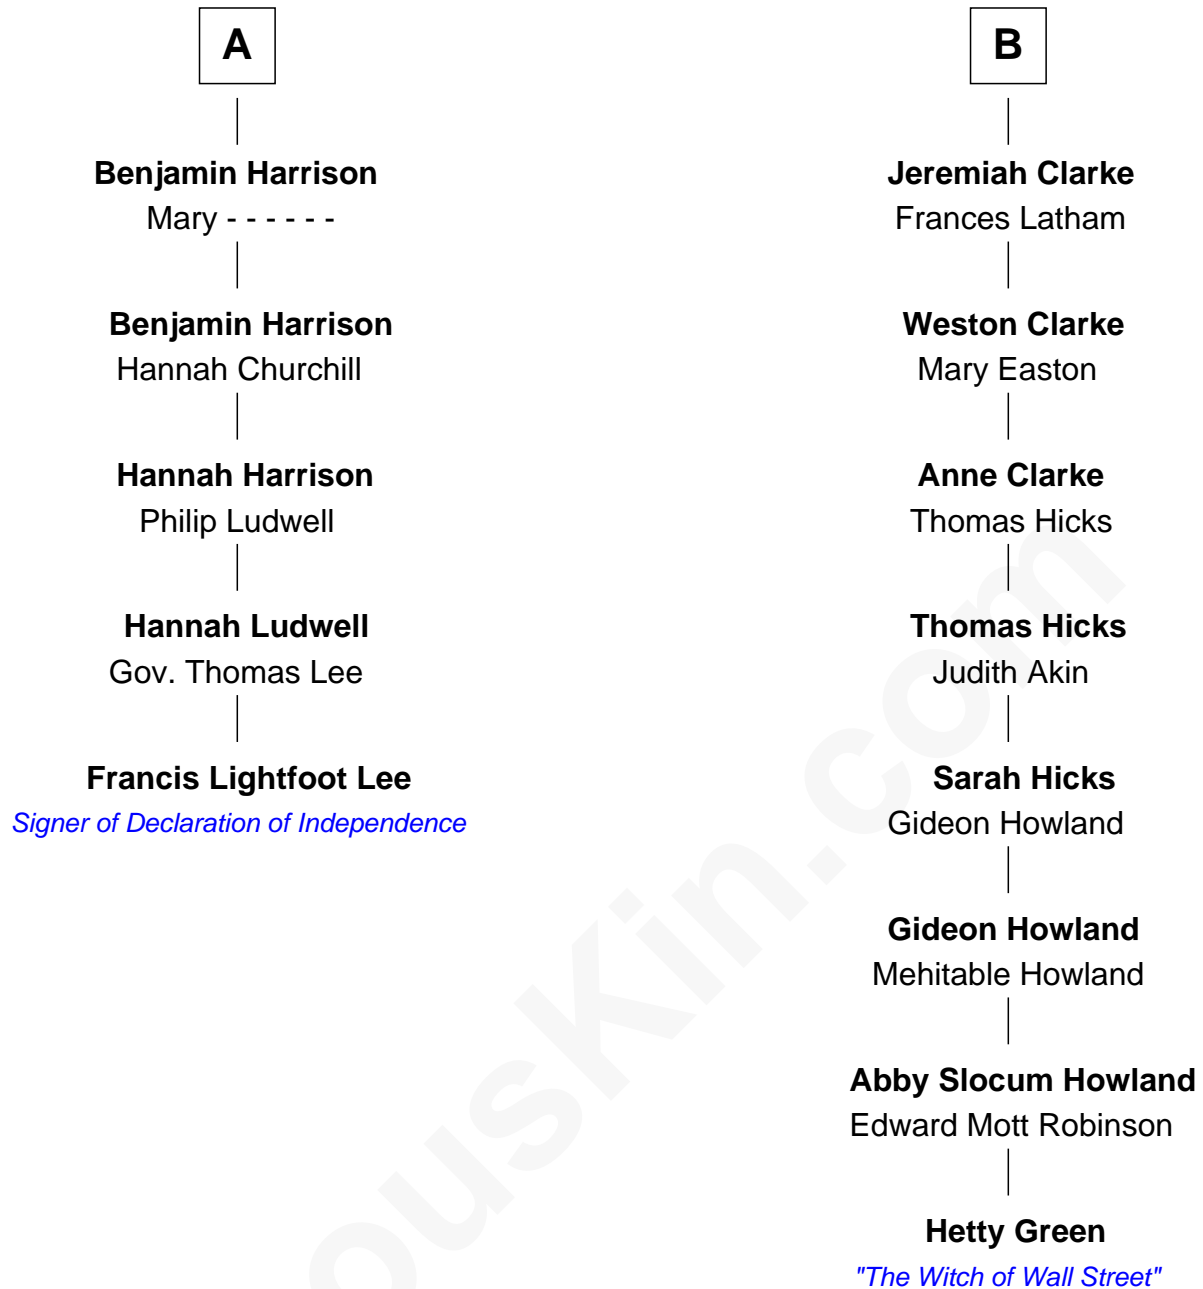 A
Benjamin Harrison
Mary - - - - - -
Benjamin Harrison
Hannah Churchill
Hannah Harrison
Philip Ludwell
Hannah Ludwell
Gov. Thomas Lee
Francis Lightfoot Lee
Signer of Declaration of Independence
B
Jeremiah Clarke
Frances Latham
Weston Clarke
Mary Easton
Anne Clarke
Thomas Hicks
Thomas Hicks
Judith Akin
Sarah Hicks
Gideon Howland
Gideon Howland
Mehitable Howland
Abby Slocum Howland
Edward Mott Robinson
Hetty Green
"The Witch of Wall Street"
ousKin.com